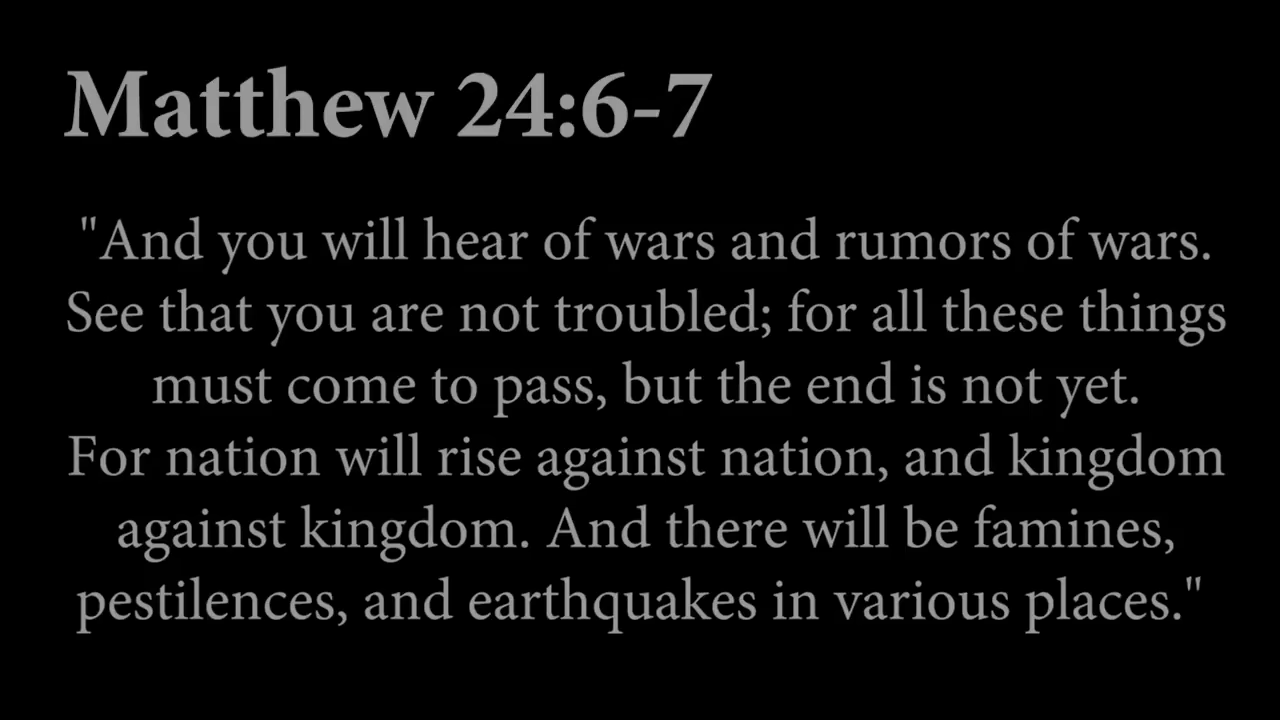 Matthew 24:6-7
"And you will hear of wars and rumors of wars.
See that you are not troubled; for all these things
must come to pass, but the end is not yet.
For nation will rise against nation, and kingdom
against kingdom. And there will be famines,
pestilences, and earthquakes in various places."